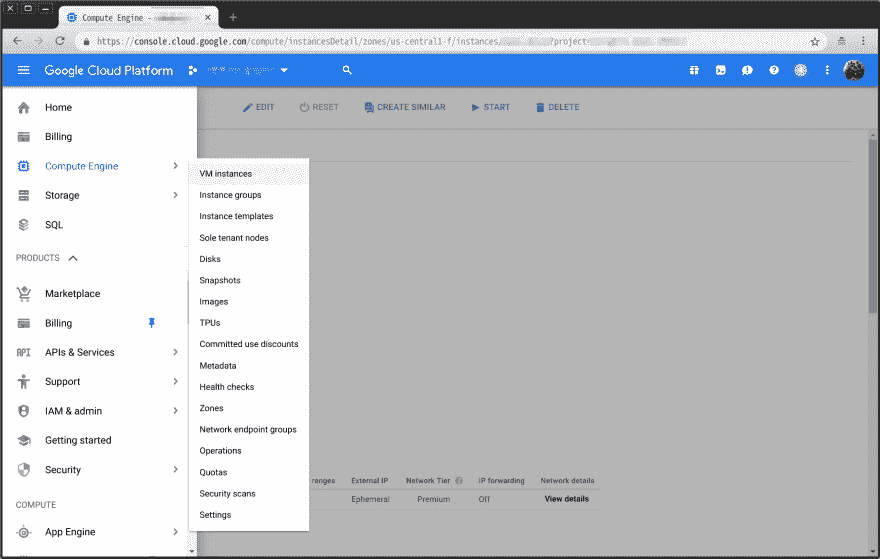 Compute Engine -
https://console.cloud.google.com/compute/instancesDetail/zones/us-central1-f/instances/ ?project=
Google Cloud Platform
EDIT RESET CREATE SIMILAR START DELETE
Home
Billing
Compute Engine
Storage
SQL
PRODUCTS
Marketplace
Billing
APIs & Services
Support
IAM & admin
Getting started
Security
COMPUTE
App Engine
VM instances
Instance groups
Instance templates
Sole tenant nodes
Disks
Snapshots
Images
TPUs
Committed use discounts
Metadata
Health checks
Zones
Network endpoint groups
Operations
Quotas
Security scans
Settings
ranges External IP Network Tier IP forwarding Network details
Ephemeral Premium Off View details